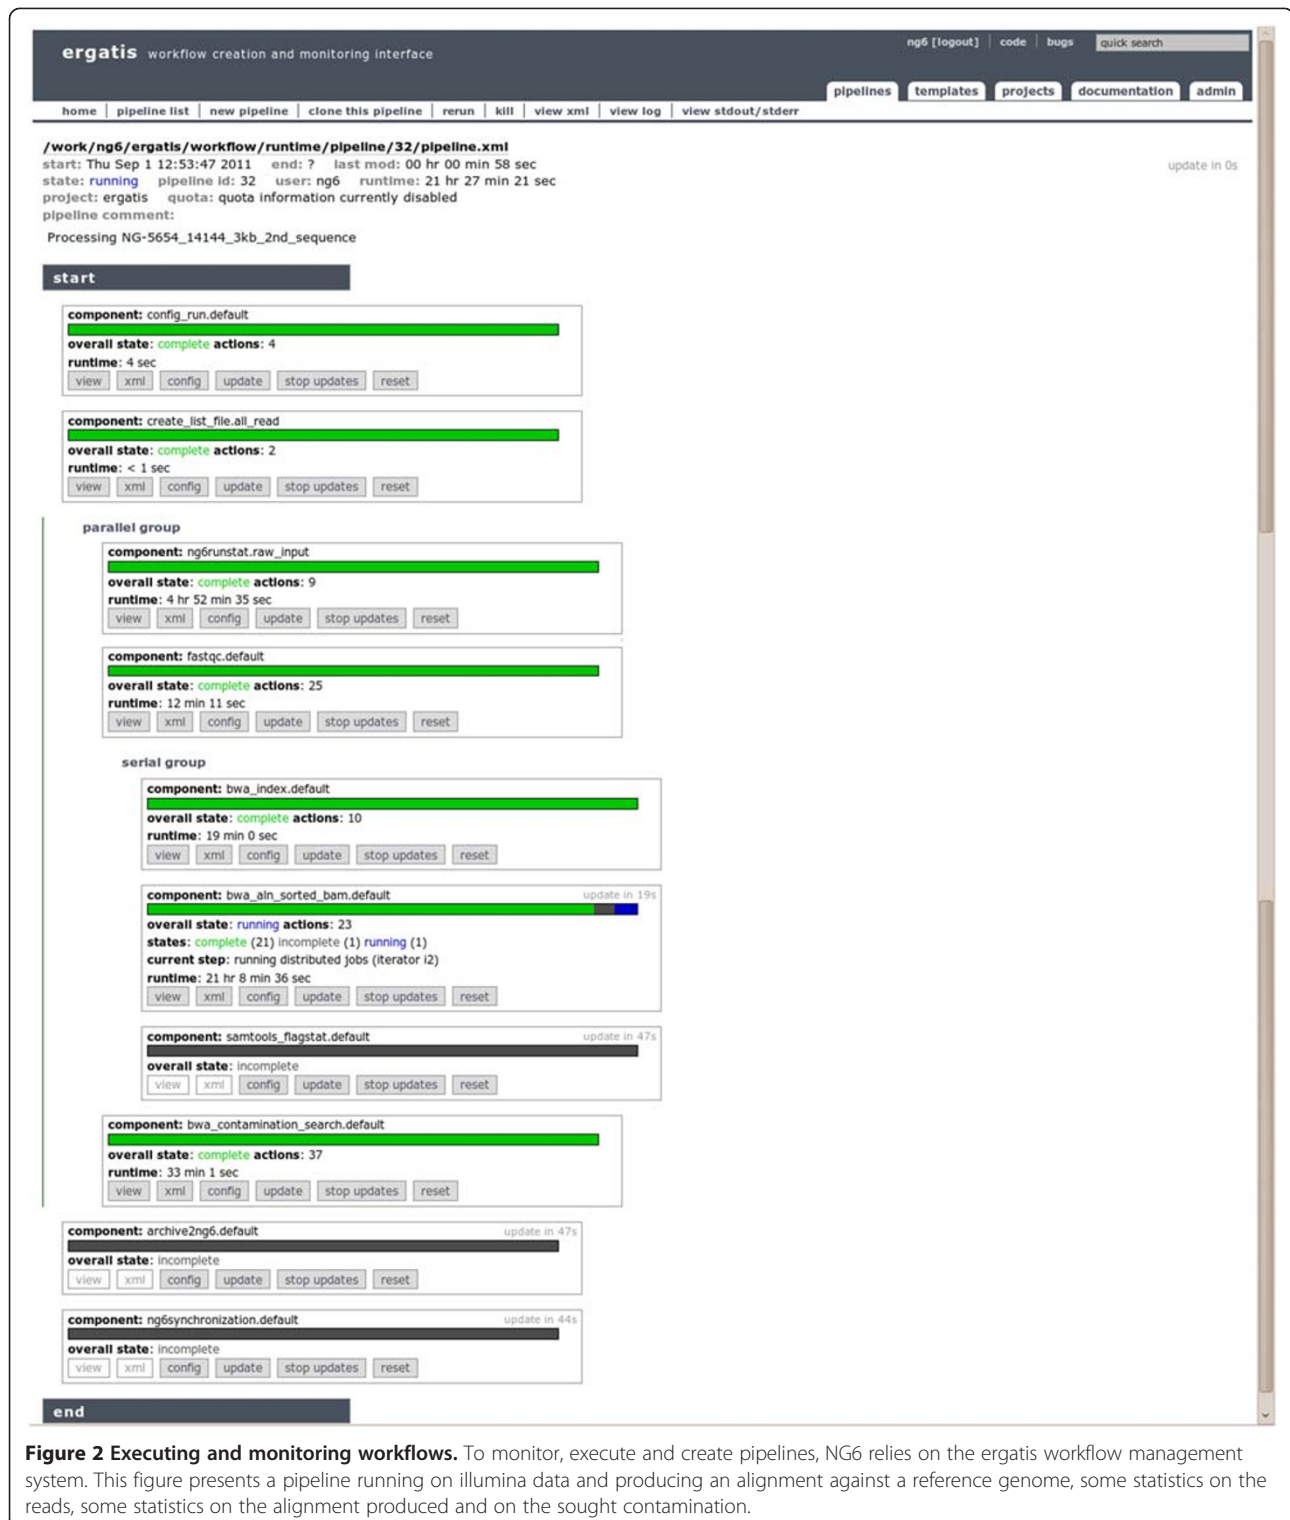 ergatis workflow creation and monitoring interface
ng6 [logout] | code | bugs quick search
pipelines templates projects documentation admin
home | pipeline list | new pipeline | clone this pipeline | rerun | kill | view xml | view log | view stdout/stderr
/work/ng6/ergatis/workflow/runtime/pipeline/32/pipeline.xml
start: Thu Sep 1 12:53:47 2011 end: ? last mod: 00 hr 00 min 58 sec
update in 0s
state: running pipeline id: 32 user: ng6 runtime: 21 hr 27 min 21 sec
project: ergatis quota: quota information currently disabled
pipeline comment:
Processing NG-5654_14144_3kb_2nd_sequence
start
component: config_run.default
overall state: complete actions: 4
runtime: 4 sec
view xml config update stop updates reset
component: create_list_file.all_read
overall state: complete actions: 2
runtime: < 1 sec
view xml config update stop updates reset
parallel group
component: ng6runstat.raw_input
overall state: complete actions: 9
runtime: 4 hr 52 min 35 sec
view xml config update stop updates reset
component: fastqc.default
overall state: complete actions: 25
runtime: 12 min 11 sec
view xml config update stop updates reset
serial group
component: bwa_index.default
overall state: complete actions: 10
runtime: 19 min 0 sec
view xml config update stop updates reset
component: bwa_aln_sorted_bam.default update in 19s
overall state: running actions: 23
states: complete (21) incomplete (1) running (1)
current step: running distributed jobs (iterator i2)
runtime: 21 hr 8 min 36 sec
view xml config update stop updates reset
component: samtools_flagstat.default update in 47s
overall state: incomplete
view xml config update stop updates reset
component: bwa_contamination_search.default
overall state: complete actions: 37
runtime: 33 min 1 sec
view xml config update stop updates reset
component: archive2ng6.default update in 47s
overall state: incomplete
view xml config update stop updates reset
component: ng6synchronization.default update in 44s
overall state: incomplete
view xml config update stop updates reset
end
Figure 2 Executing and monitoring workflows. To monitor, execute and create pipelines, NG6 relies on the ergatis workflow management
system. This figure presents a pipeline running on illumina data and producing an alignment against a reference genome, some statistics on the
reads, some statistics on the alignment produced and on the sought contamination.